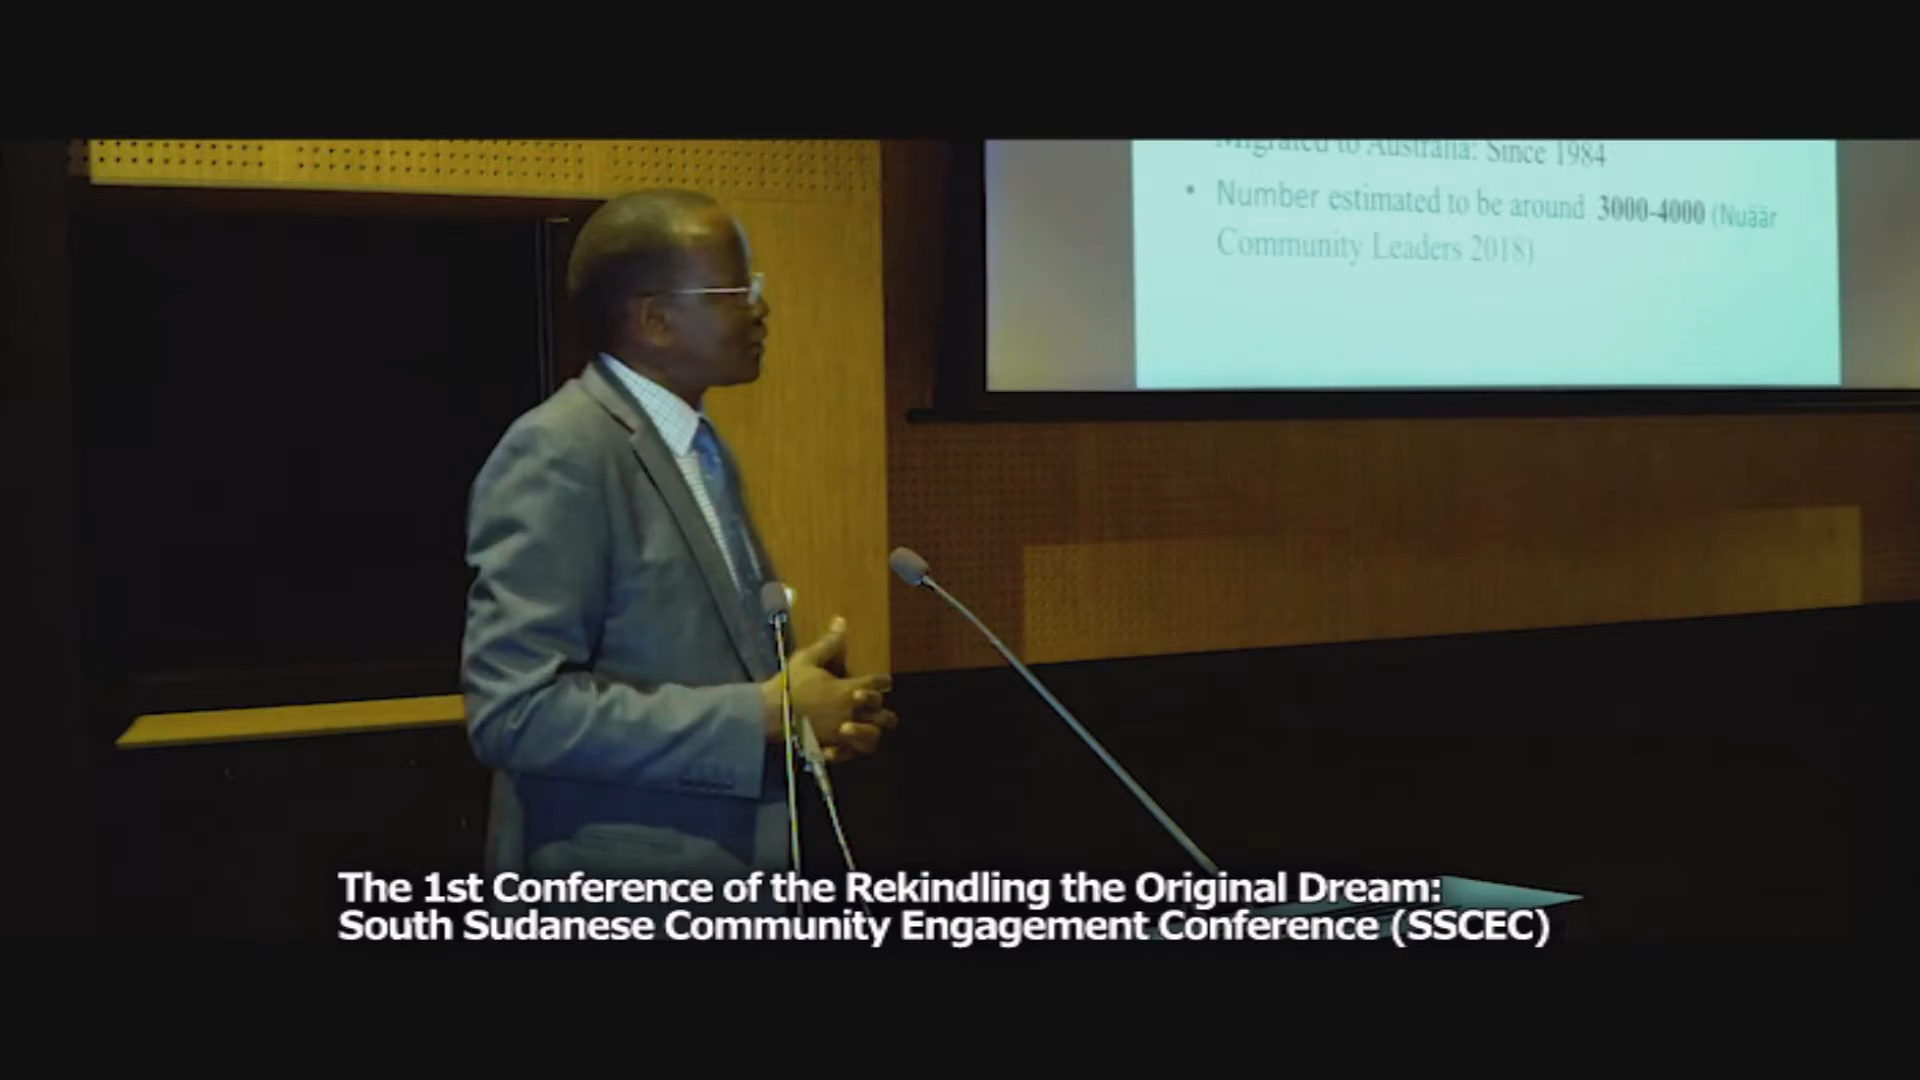 Migrated to Australia: Since 1984
• Number estimated to be around 3000-4000 (Nuäär
Community Leaders 2018)
The 1st Conference of the Rekindling the Original Dream:
South Sudanese Community Engagement Conference (SSCEC)